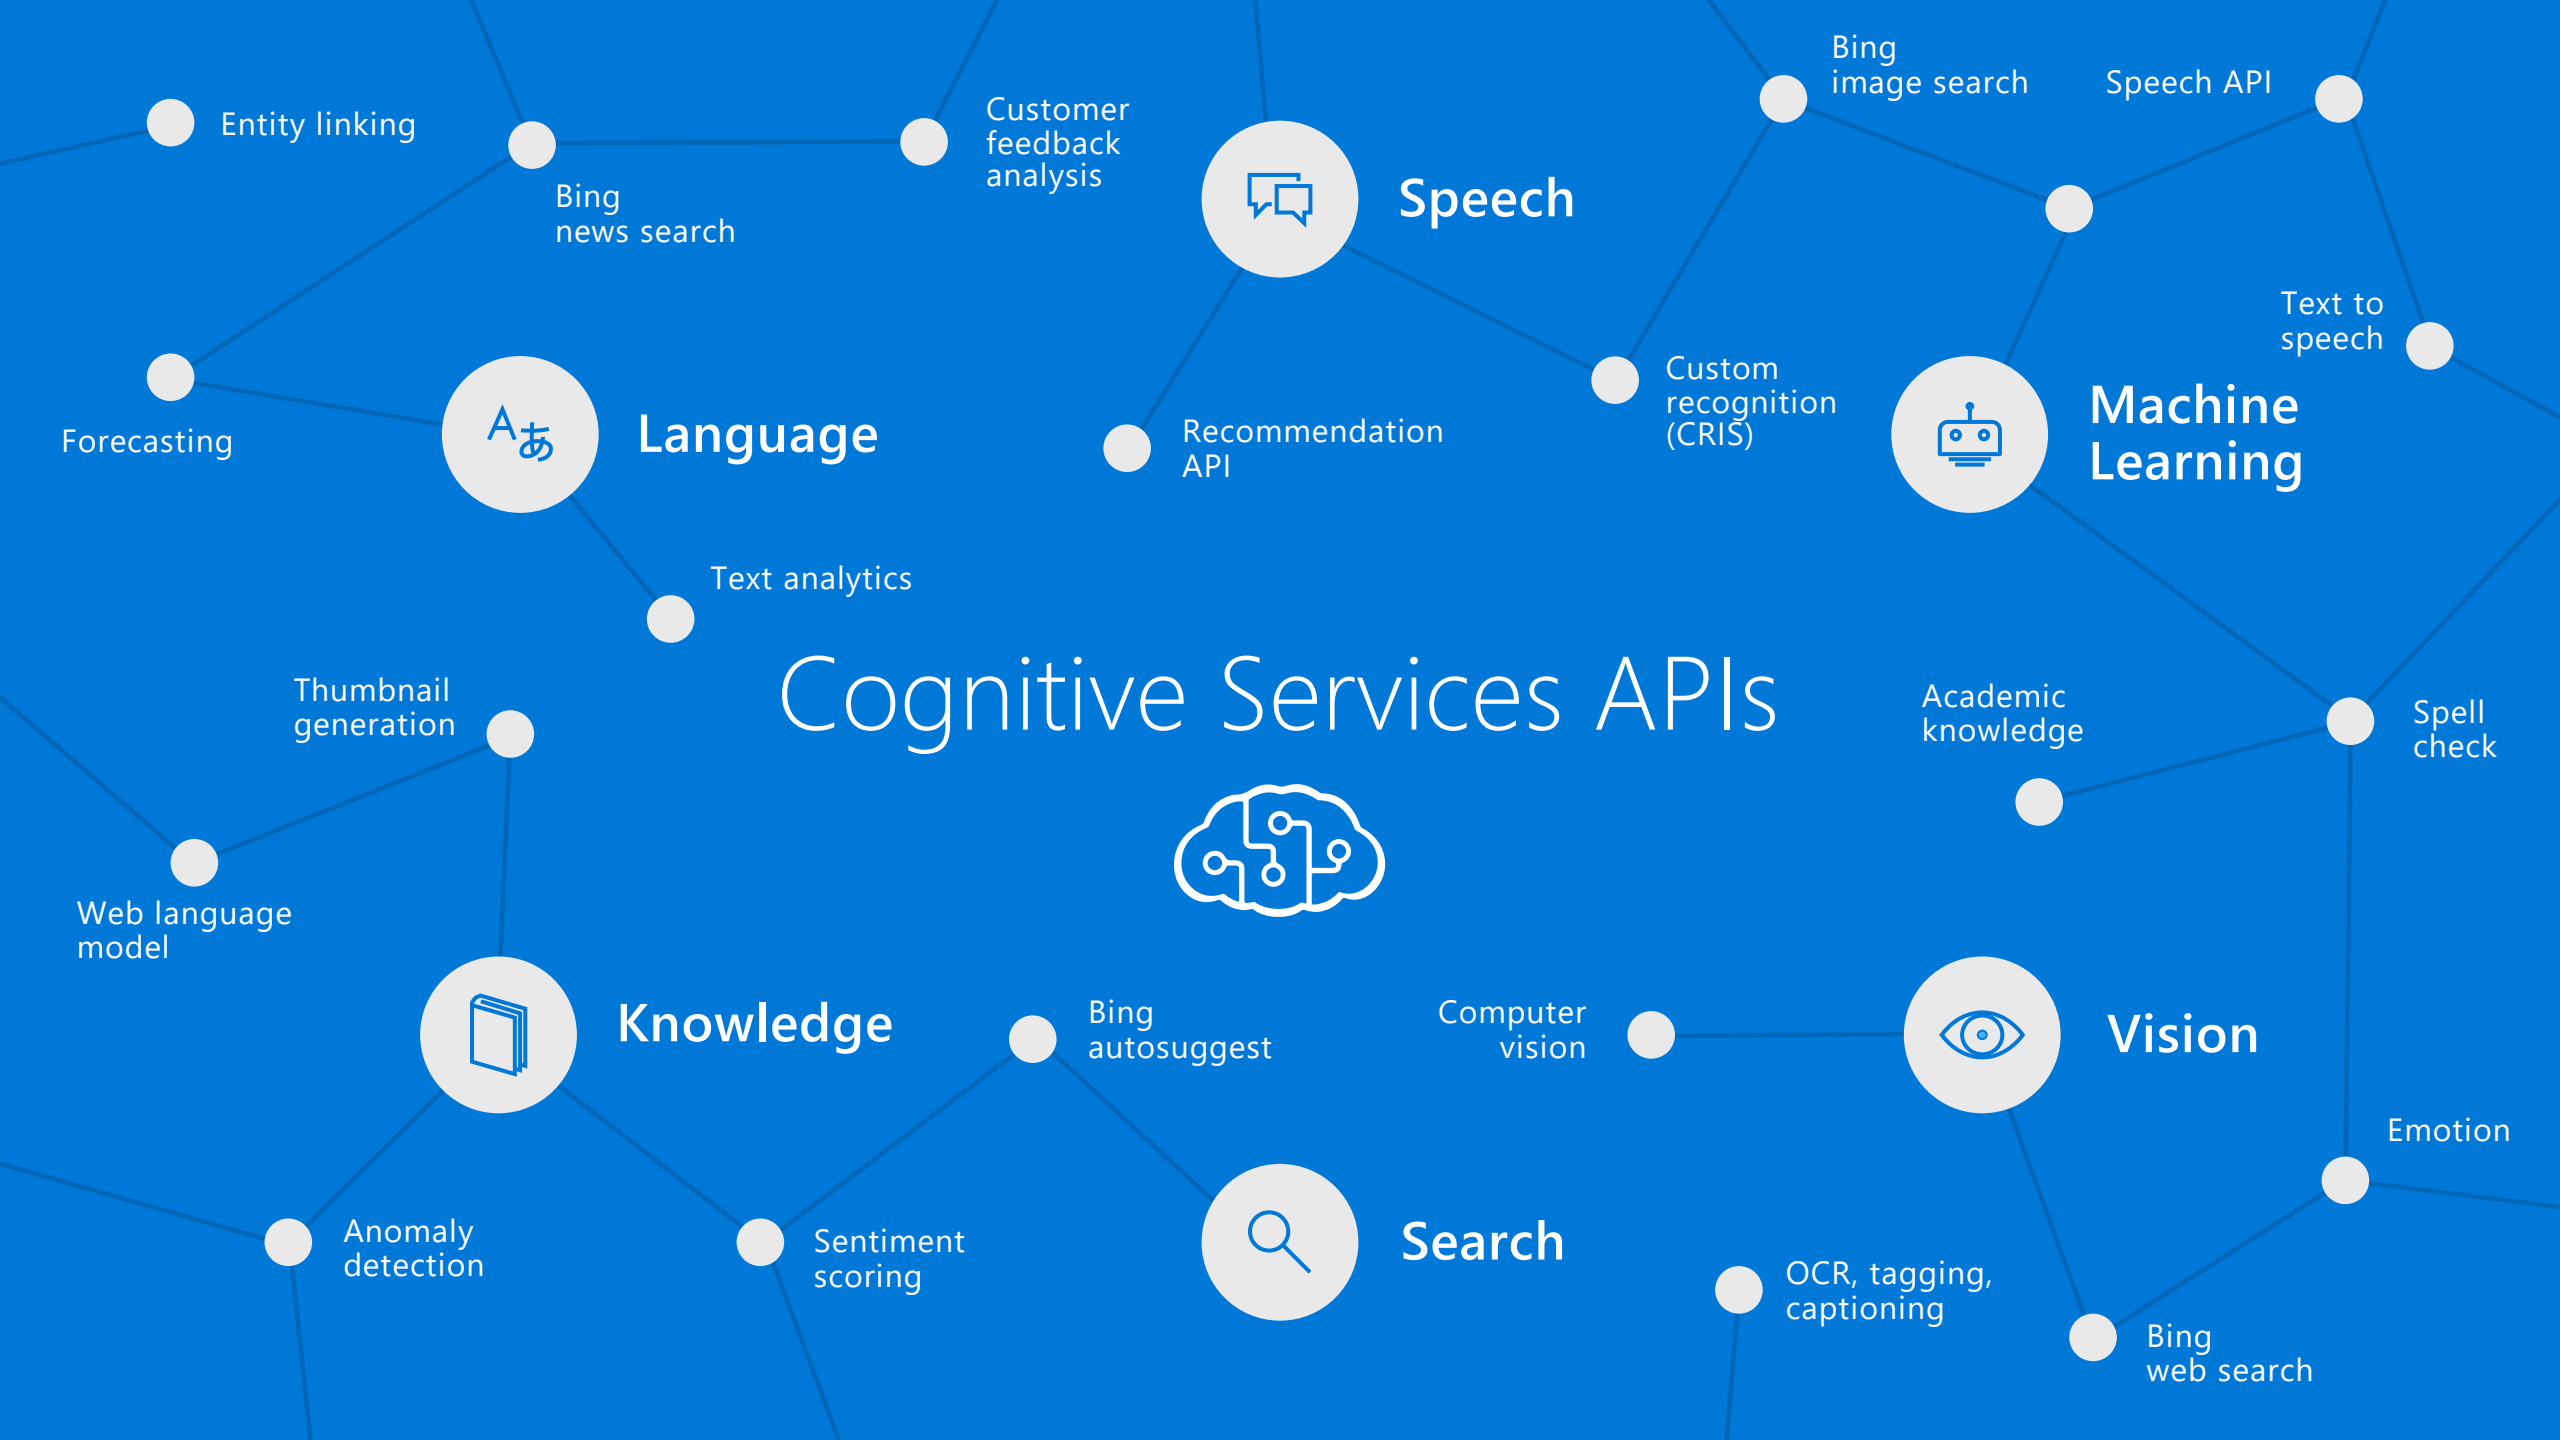 Entity linking
Bing
news search
Customer
feedback
analysis
Speech
Bing
image search
Speech API
Text to
speech
Forecasting
Aあ
Language
Recommendation
API
Custom
recognition
(CRIS)
Machine
Learning
Text analytics
Thumbnail
generation
Cognitive Services APIs
Academic
knowledge
Spell
check
Web language
model
Knowledge
Bing
autosuggest
Computer
vision
Vision
Emotion
Anomaly
detection
Sentiment
scoring
Search
OCR, tagging,
captioning
Bing
web search